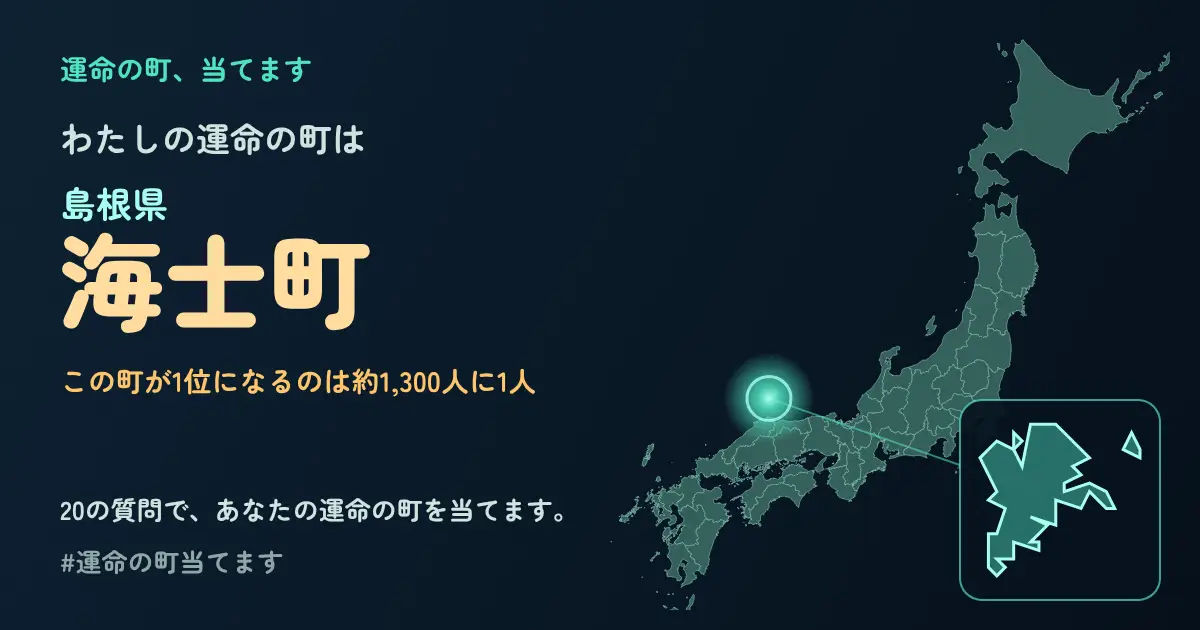 運命の町、当てます
わたしの運命の町は
島根県
海士町
この町が1位になるのは約1,300人に1人
20の質問で、あなたの運命の町を当てます。
#運命の町当てます